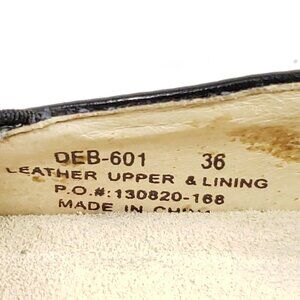 DEB-601 36
LEATHER UPPER & LINING
P.O.#:130820-168
MADE IN CHINA